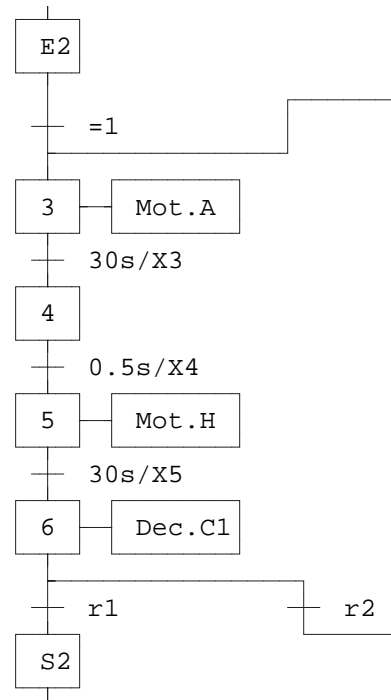 E2
=1
3 Mot.A
30s/X3
4
0.5s/X4
5 Mot.H
30s/X5
6 Dec.C1
r1 r2
S2